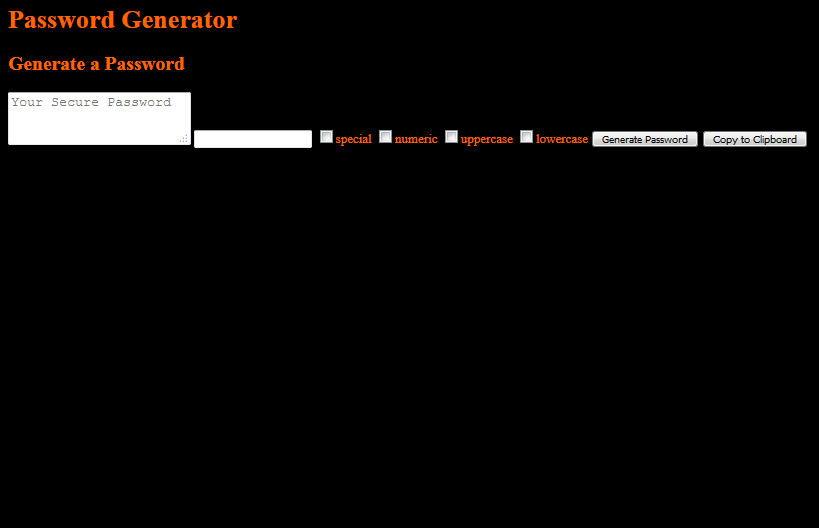 Password Generator
Generate a Password
Your Secure Password
special numeric uppercase lowercase Generate Password Copy to Clipboard